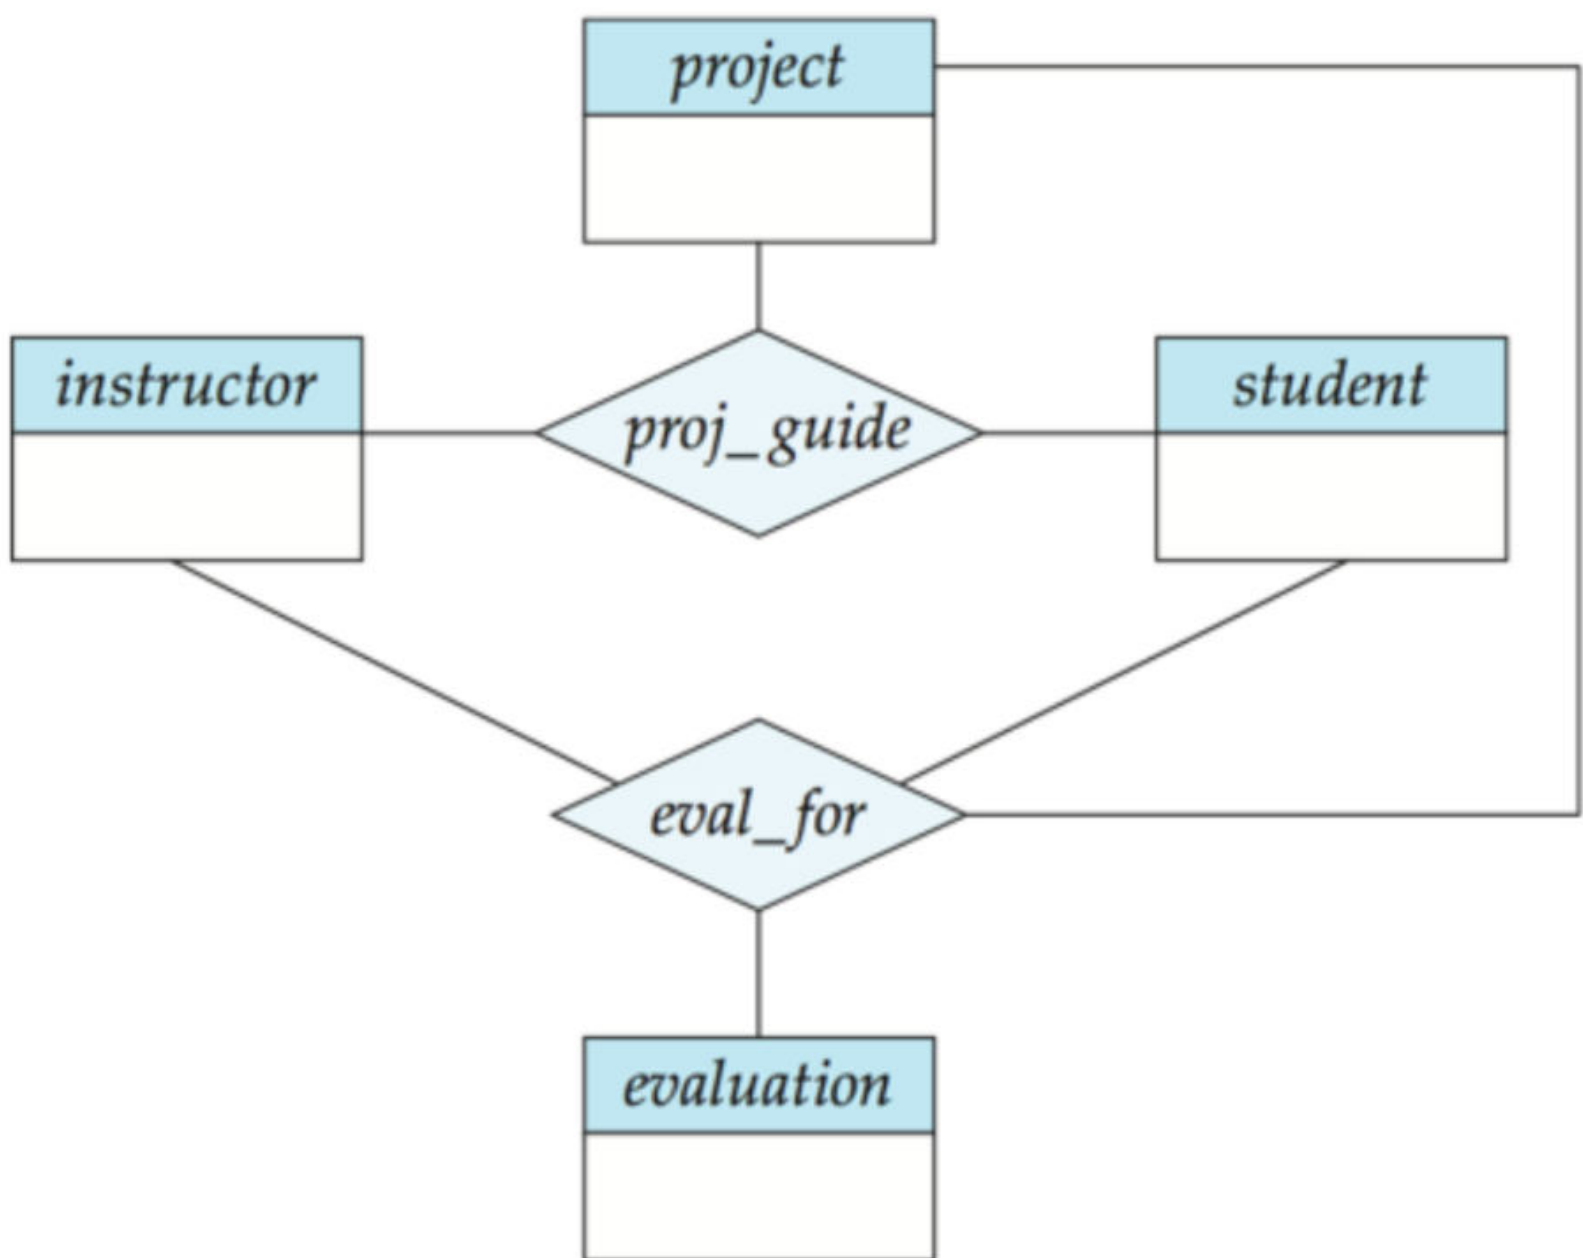 project
instructor
proj_guide
student
eval_for
evaluation